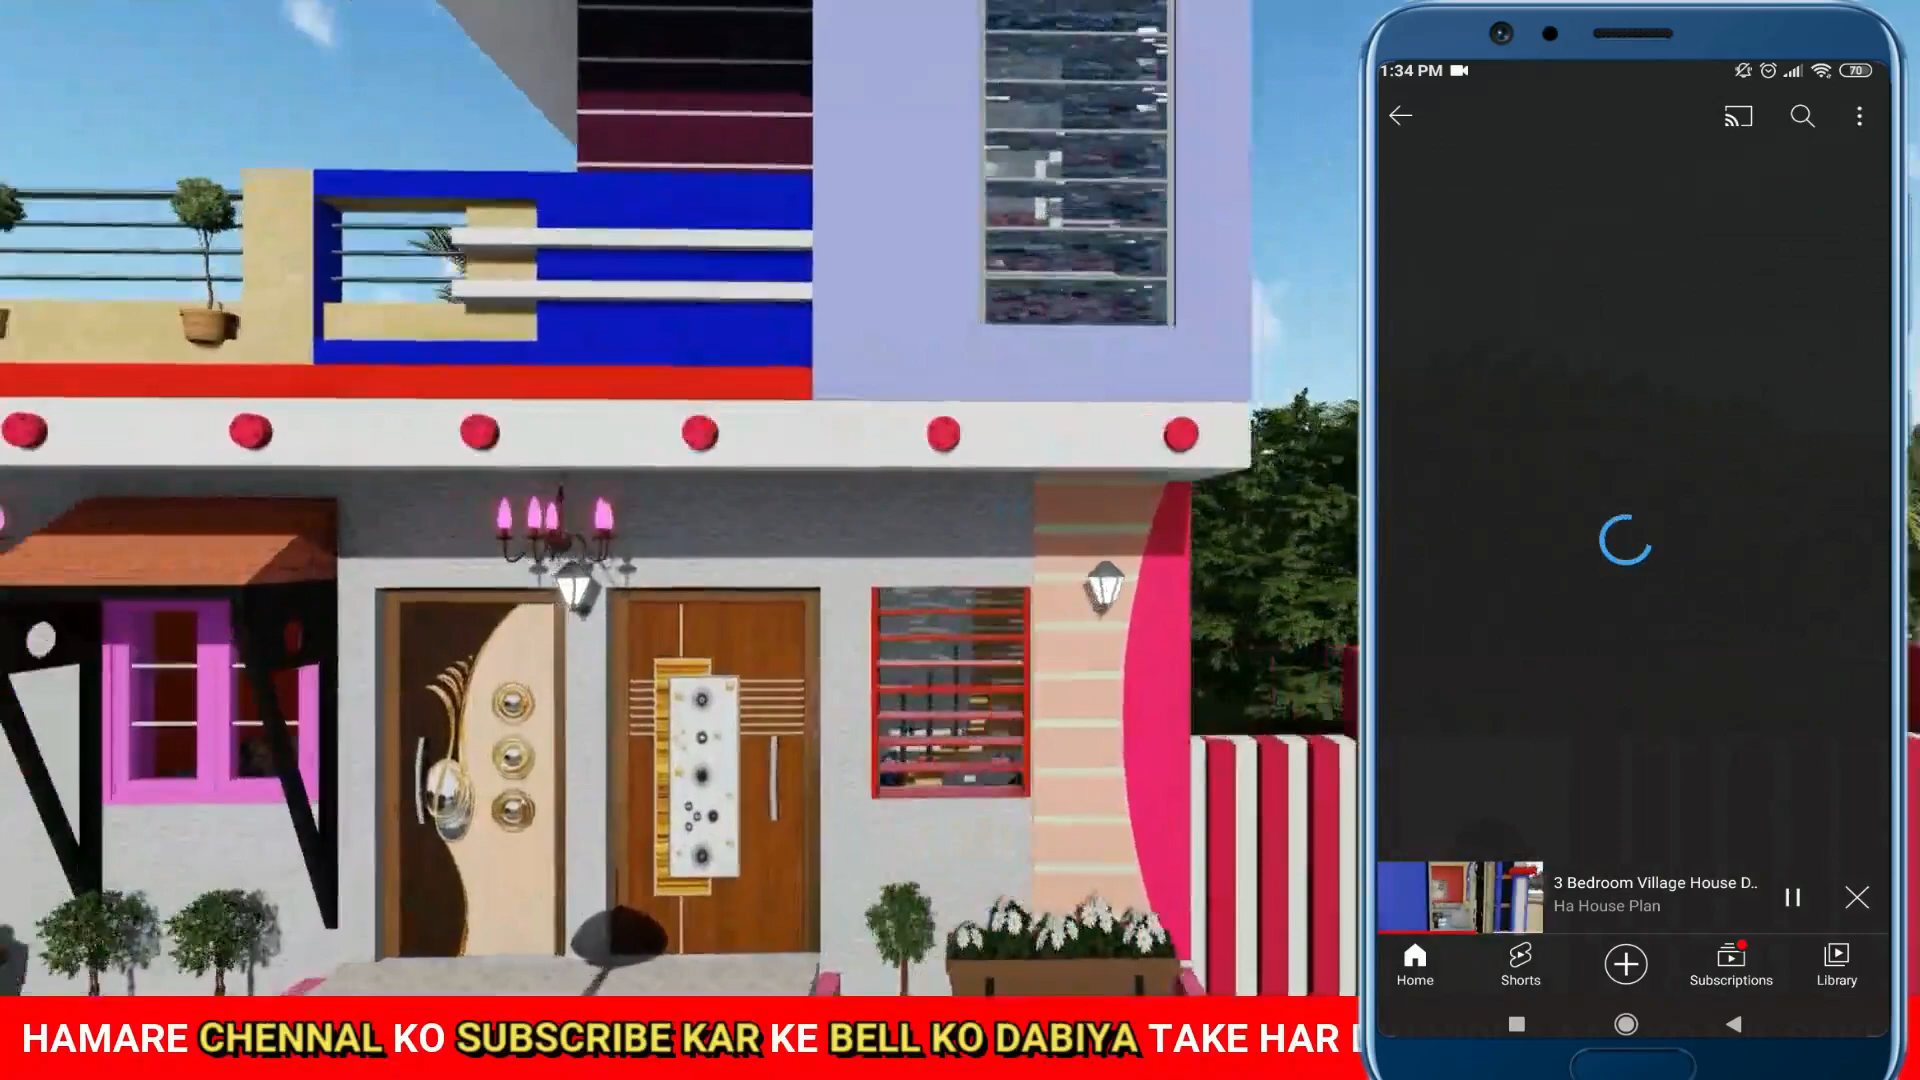 1:34 PM
70
3 Bedroom Village House D..
Ha House Plan
Home
Shorts
Subscriptions
Library
HAMARE CHENNAL KO SUBSCRIBE KAR KE BELL KO DABIYA TAKE HAR